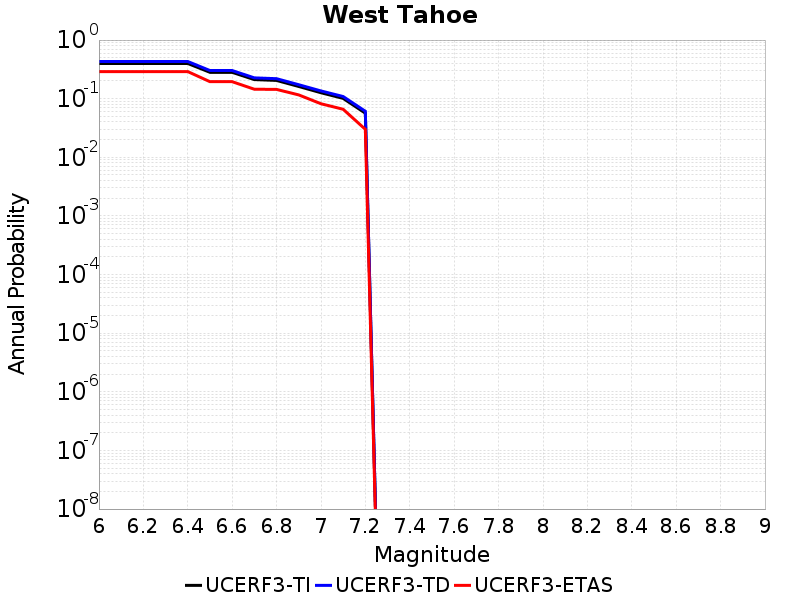 West Tahoe
Annual Probability
10^0
10^-1
10^-2
10^-3
10^-4
10^-5
10^-6
10^-7
10^-8
6 6.2 6.4 6.6 6.8 7 7.2 7.4 7.6 7.8 8 8.2 8.4 8.6 8.8 9
Magnitude
UCERF3-TI UCERF3-TD UCERF3-ETAS